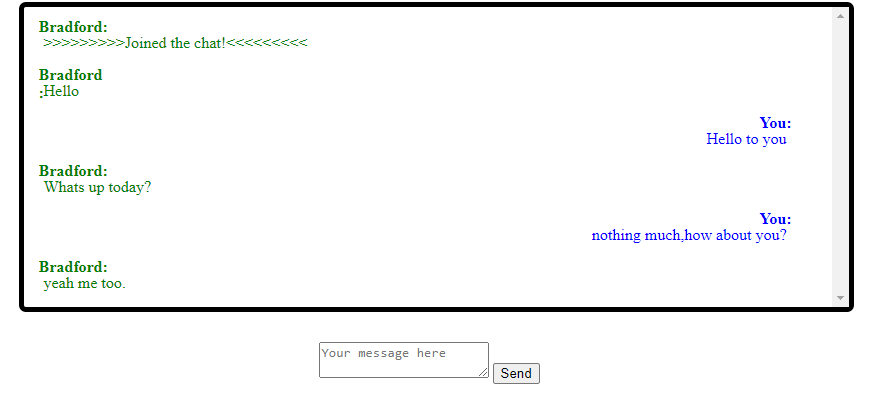 Bradford:
>>>>>>>>>Joined the chat!<<<<<<<<<
Bradford
:Hello
You:
Hello to you
Bradford:
Whats up today?
You:
nothing much,how about you?
Bradford:
yeah me too.
Your message here
Send